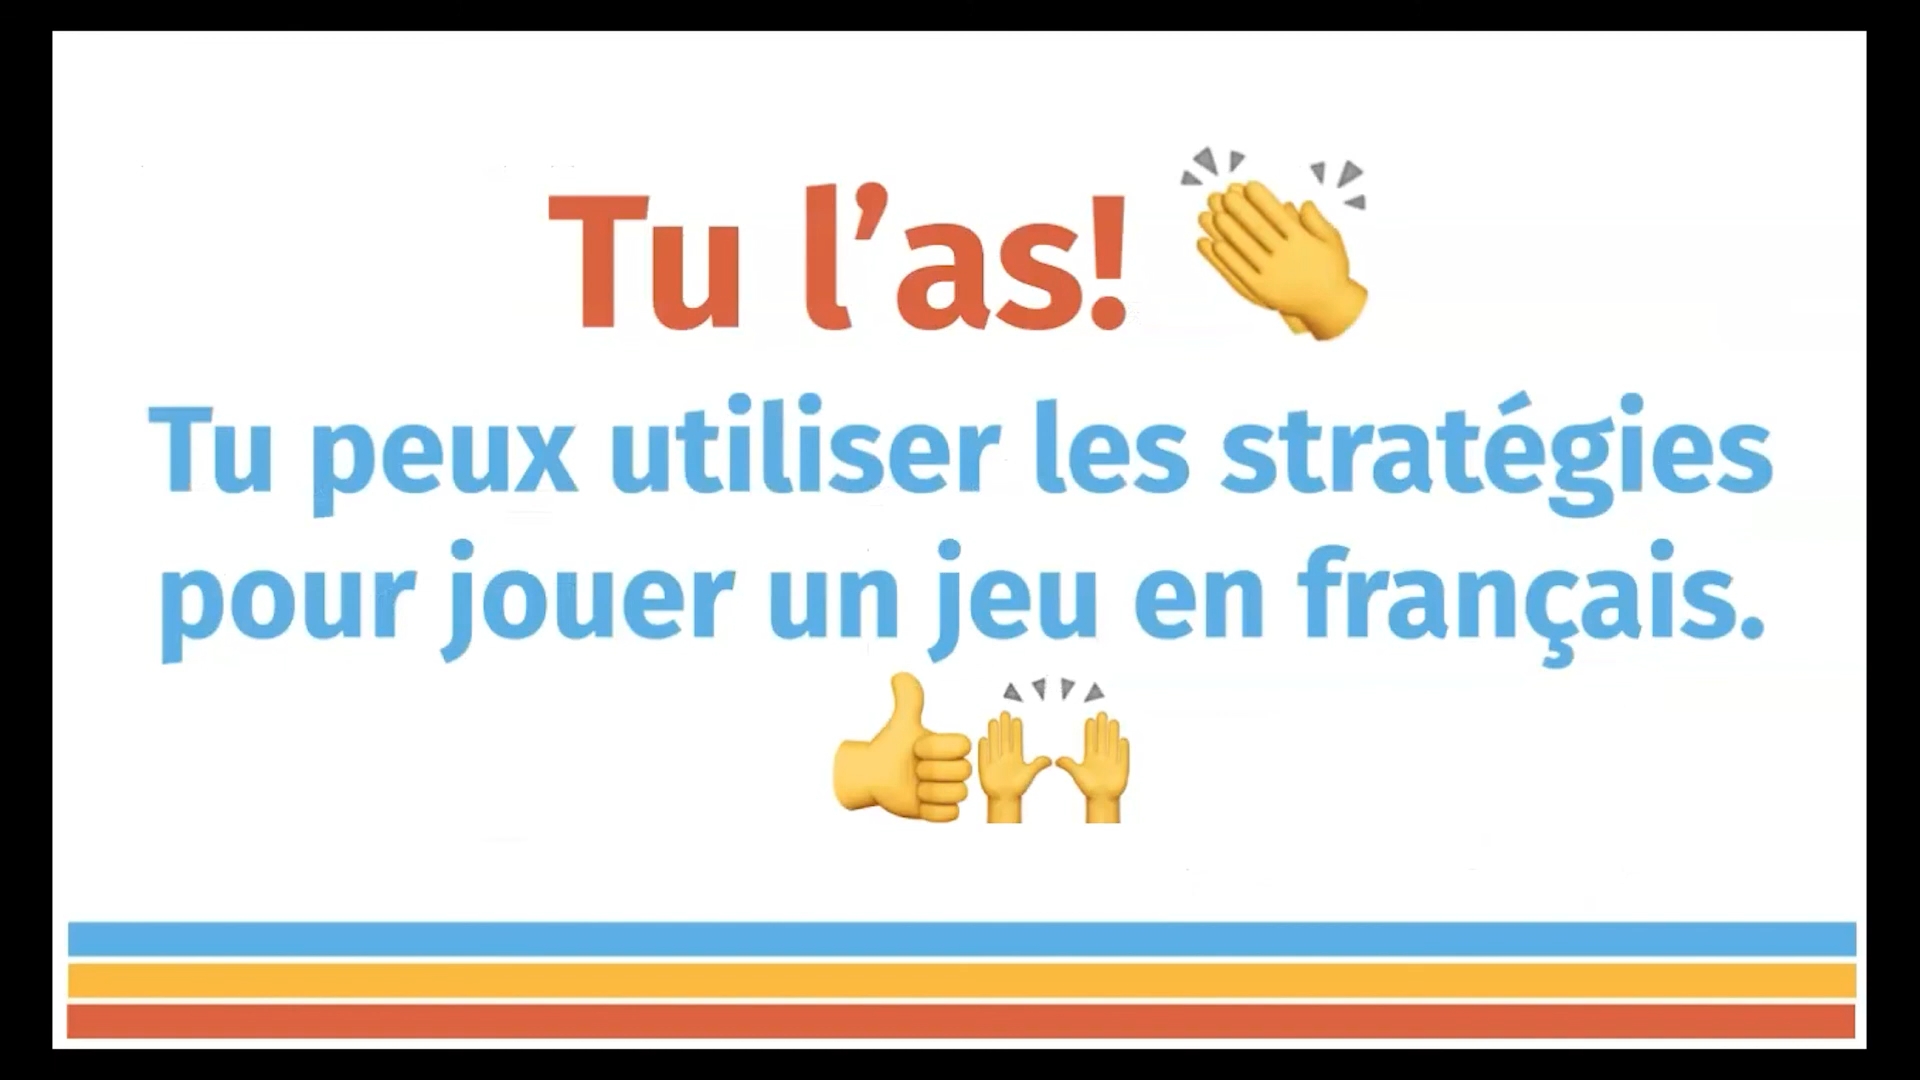 Tu l’as! 👏
Tu peux utiliser les stratégies
pour jouer un jeu en français.
👍🙌